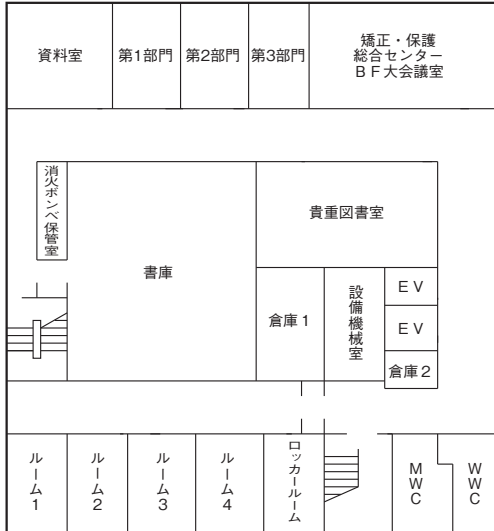 資料室
第1部門
第2部門
第3部門
矯正・保護
総合センター
BF大会議室
消火ボンベ保管室
書庫
貴重図書室
倉庫1
設備機械室
EV
EV
倉庫2
ルーム1
ルーム2
ルーム3
ルーム4
ロッカールーム
MWC
WWC